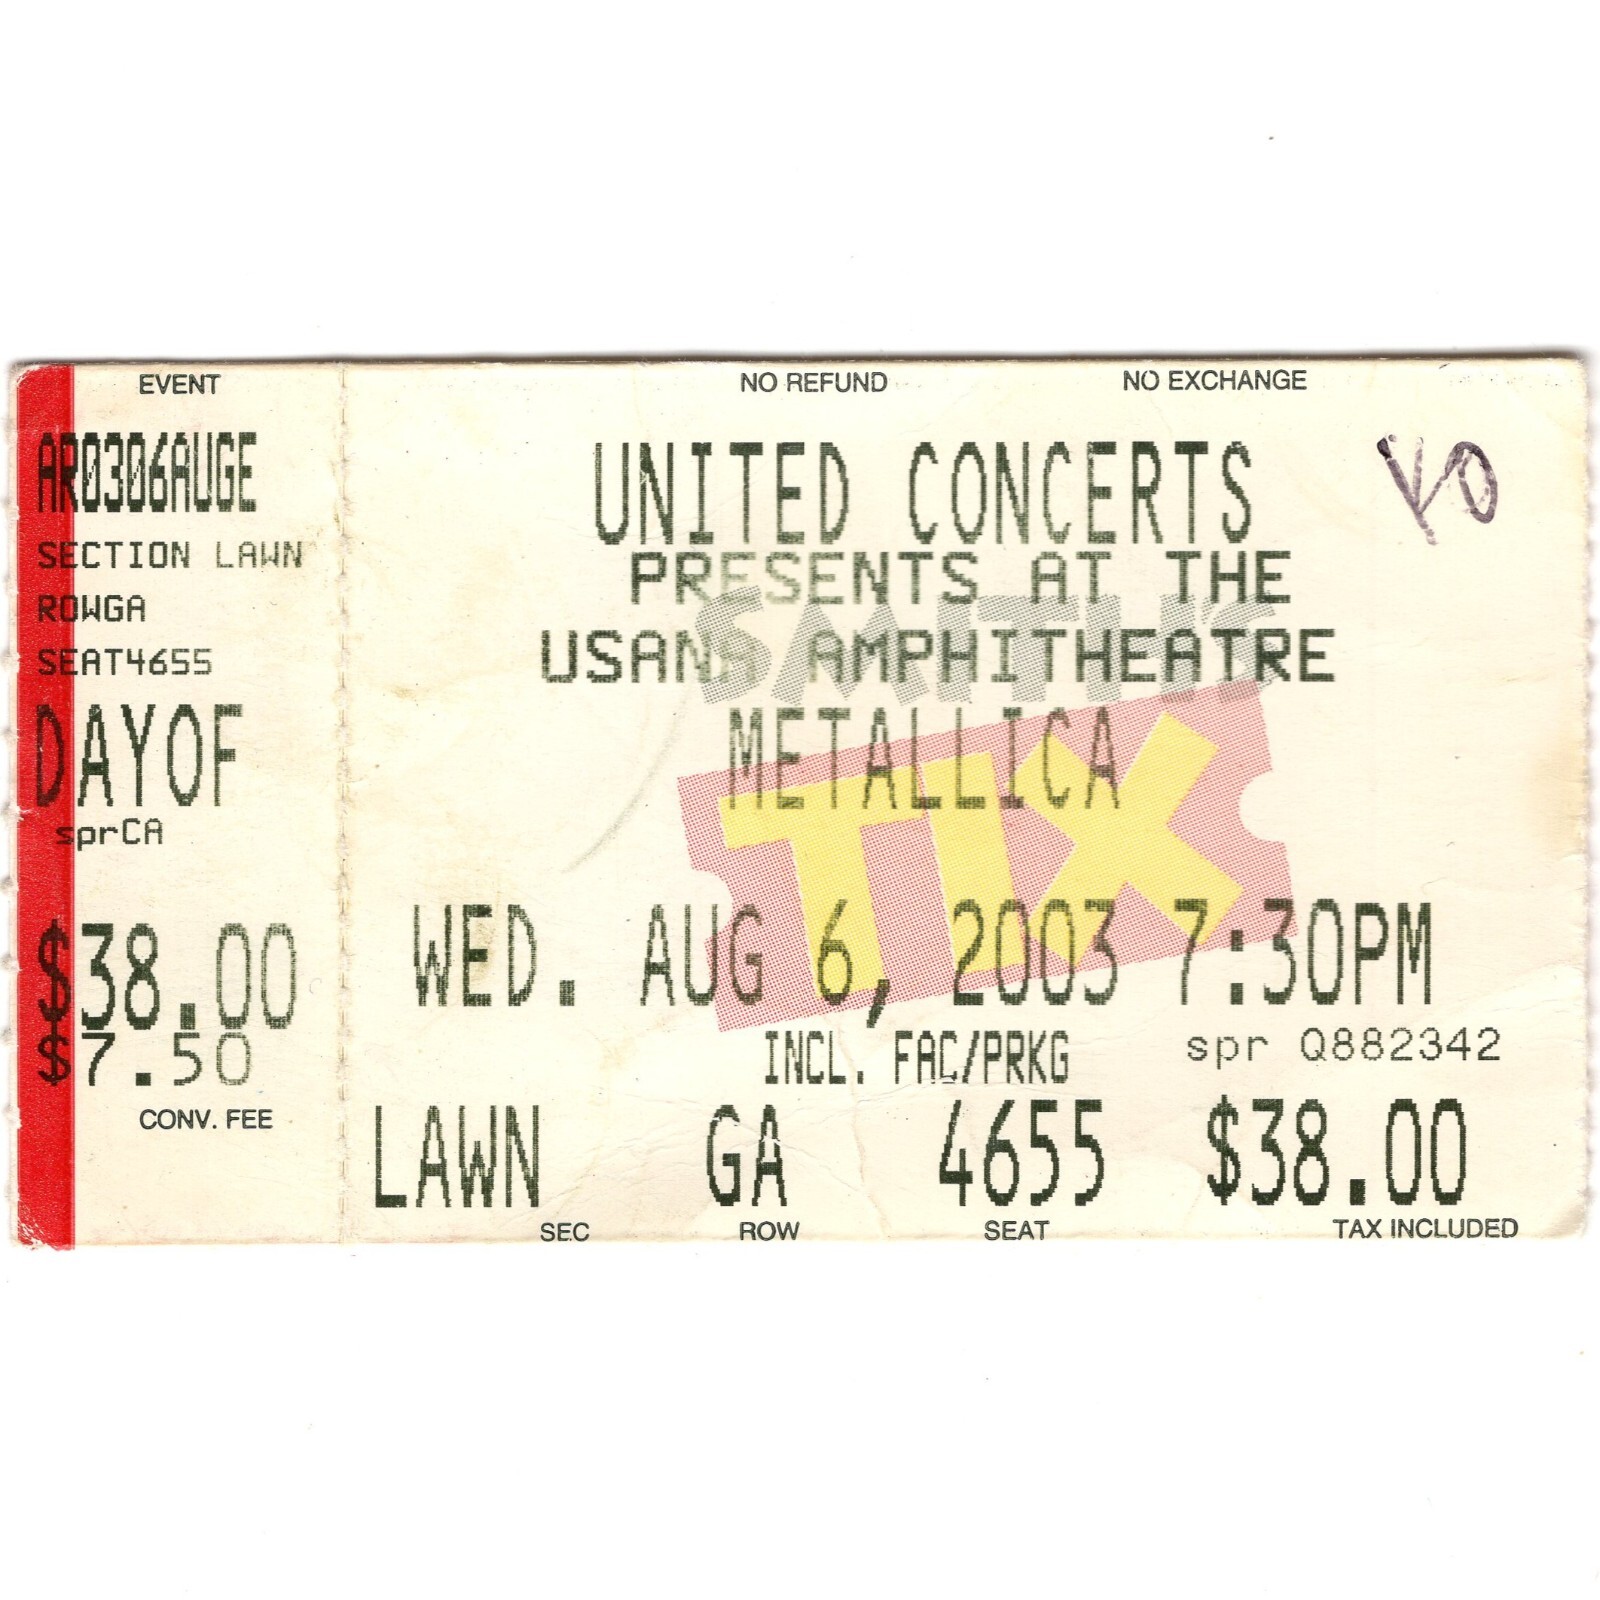 EVENT
AR0306AUGE
SECTION LAWN
ROWGA
SEAT4655
DAYOF
sprCA
$38.00
$7.50
CONV. FEE
NO REFUND NO EXCHANGE
UNITED CONCERTS
PRESENTS AT THE
USANA AMPHITHEATRE
METALLICA
SMITH'S
TIX
WED. AUG 6, 2003 7:30PM
INCL. FAC/PRKG spr Q882342
LAWN GA 4655 $38.00
SEC ROW SEAT TAX INCLUDED